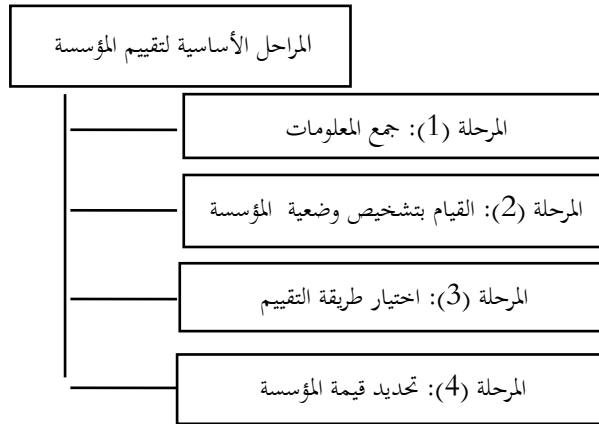 المراحل الأساسية لتقييم المؤسسة
المرحلة (1): جمع المعلومات
المرحلة (2): القيام بتشخيص وضعية المؤسسة
المرحلة (3): اختيار طريقة التقييم
المرحلة (4): تحديد قيمة المؤسسة